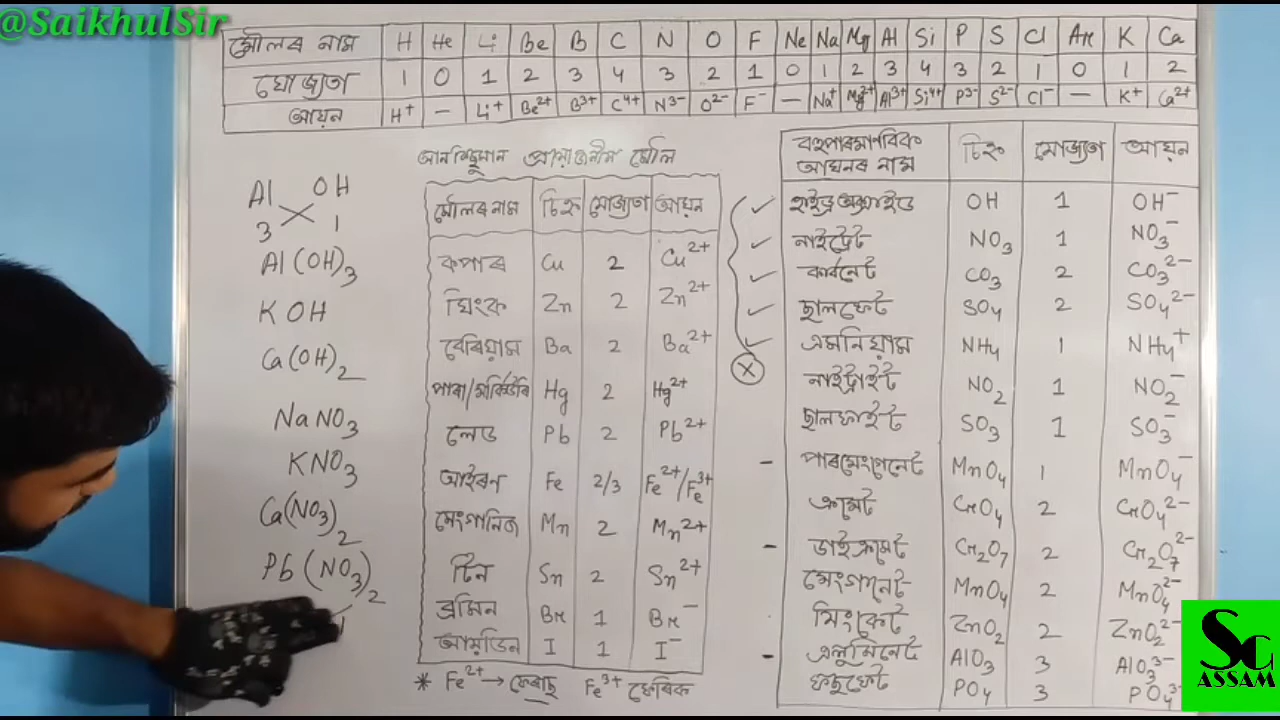 @SaikhulSir
মৌলৰ নাম H He Li Be B C N O F Ne Na Mg Al Si P S Cl Ar K Ca
যোজ্যতা 1 0 1 2 3 4 3 2 1 0 1 2 3 4 3 2 1 0 1 2
আয়ন H⁺ — Li⁺ Be²⁺ B³⁺ C⁴⁺ N³⁻ O²⁻ F⁻ — Na⁺ Mg²⁺ Al³⁺ Si⁴⁺ P³⁻ S²⁻ Cl⁻ — K⁺ Ca²⁺
Al OH
3 1
Al(OH)₃
KOH
Ca(OH)₂
NaNO₃
KNO₃
Ca(NO₃)₂
Pb(NO₃)₂
প্ৰয়োজনীয় মৌল
মৌলৰ নাম চিহ্ন যোজ্যতা আয়ন
কপাৰ Cu 2 Cu²⁺
যিংক Zn 2 Zn²⁺
বেৰিয়াম Ba 2 Ba²⁺
পাৰা/মাৰ্কিউৰি Hg 2 Hg²⁺
লেড Pb 2 Pb²⁺
আইৰণ Fe 2/3 Fe²⁺/Fe³⁺
মেংগানিজ Mn 2 Mn²⁺
টিন Sn 2 Sn²⁺
ব্ৰমিন Br 1 Br⁻
আয়ডিন I 1 I⁻
* Fe²⁺ → ফেৰাছ Fe³⁺ ফেৰিক
বহুপাৰমাণৱিক আয়নৰ নাম চিহ্ন যোজ্যতা আয়ন
হাইড্ৰক্সাইড OH 1 OH⁻
নাইট্ৰেট NO₃ 1 NO₃⁻
কাৰ্বনেট CO₃ 2 CO₃²⁻
ছালফেট SO₄ 2 SO₄²⁻
এমনিয়াম NH₄ 1 NH₄⁺
নাইট্ৰাইট NO₂ 1 NO₂⁻
ছালফাইট SO₃ 1 SO₃⁻
পাৰমেংগেনেট MnO₄ 1 MnO₄⁻
ক্ৰমেট CrO₄ 2 CrO₄²⁻
ডাইক্ৰমেট Cr₂O₇ 2 Cr₂O₇²⁻
মেংগানেট MnO₄ 2 MnO₄²⁻
যিংকেট ZnO₂ 2 ZnO₂²⁻
এলুমিনেট AlO₃ 3 AlO₃³⁻
ফছফেট PO₄ 3 PO₄³⁻
SG
ASSAM